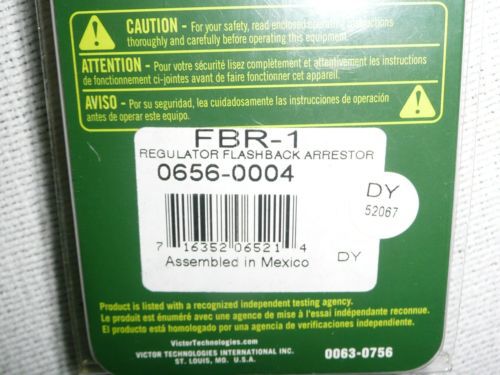 CAUTION - For your safety, read enclosed operating instructions
thoroughly and carefully before operating this equipment.
ATTENTION - Pour votre sécurité lisez complètement et attentivement les instructions
de fonctionnement ci-jointes avant de faire fonctionner cet appareil.
AVISO - Por su seguridad, lea cuidadosamente las instrucciones de operación
antes de operar este equipo.
FBR-1
REGULATOR FLASHBACK ARRESTOR
0656-0004
DY
52067
7 16352 06521 4
Assembled in Mexico
DY
Product is listed with a recognized independent testing agency.
Le produit est énuméré avec une agence de mise à l'essai indépendante reconnue.
El producto está homologado por una agencia de verificaciones independiente.
VictorTechnologies.com
VICTOR TECHNOLOGIES INTERNATIONAL INC.
ST. LOUIS, MO. USA
0063-0756